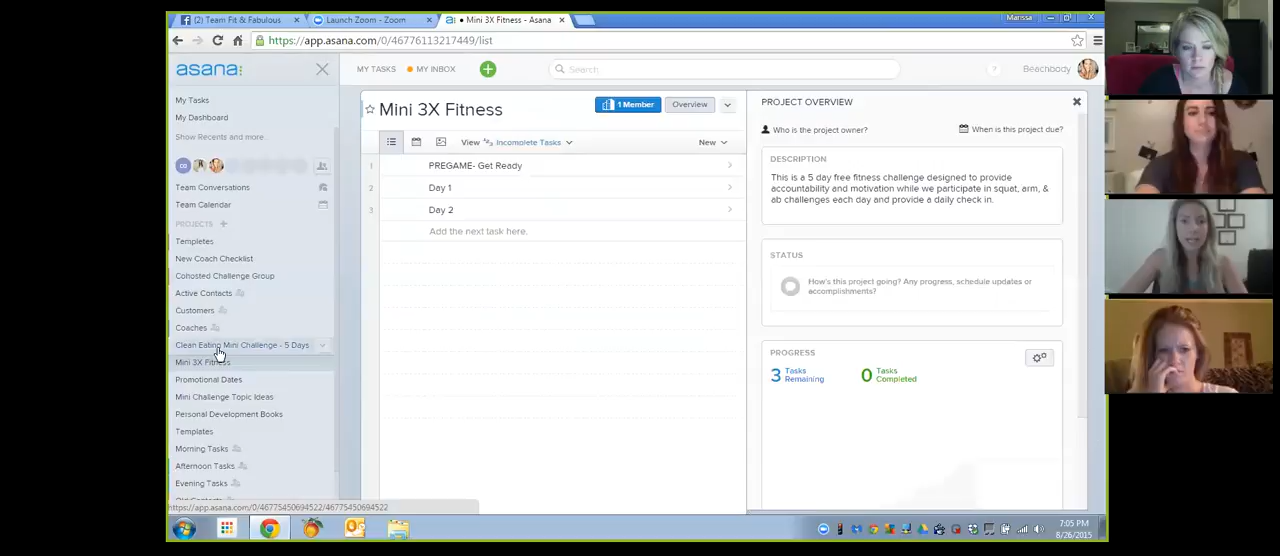 (2) Team Fit & Fabulous
Launch Zoom - Zoom
• Mini 3X Fitness - Asana
Marissa
https://app.asana.com/0/46776113217449/list
asana:
MY TASKS
MY INBOX
Search
?
Beachbody
My Tasks
My Dashboard
Show Recents and more...
Team Conversations
Team Calendar
PROJECTS +
Templetes
New Coach Checklist
Cohosted Challenge Group
Active Contacts
Customers
Coaches
Clean Eating Mini Challenge - 5 Days
Mini 3X Fitness
Promotional Dates
Mini Challenge Topic Ideas
Personal Development Books
Templates
Morning Tasks
Afternoon Tasks
Evening Tasks
https://app.asana.com/0/46775450694522/46775450694522
Mini 3X Fitness
1 Member
Overview
View Incomplete Tasks
New
1 PREGAME- Get Ready
2 Day 1
3 Day 2
Add the next task here.
PROJECT OVERVIEW
Who is the project owner?
When is this project due?
DESCRIPTION
This is a 5 day free fitness challenge designed to provide
accountability and motivation while we participate in squat, arm, &
ab challenges each day and provide a daily check in.
STATUS
How's this project going? Any progress, schedule updates or
accomplishments?
PROGRESS
3 Tasks Remaining
0 Tasks Completed
7:05 PM
8/26/2015